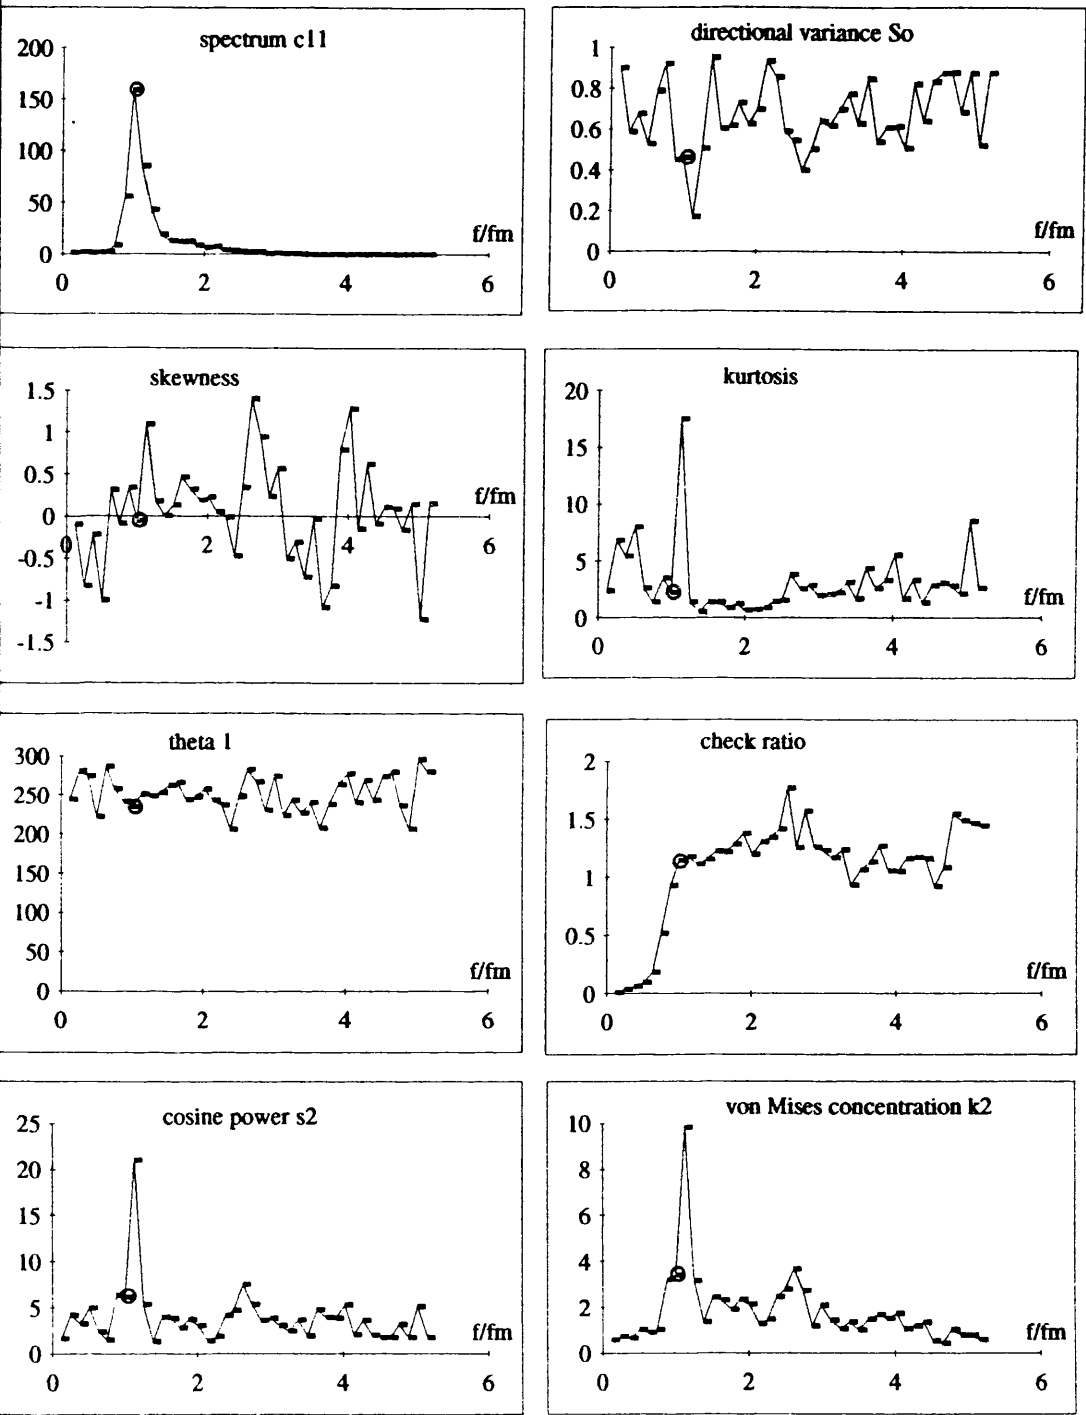 spectrum c11
200
150
100
50
0
f/fm
0 2 4 6
directional variance So
1
0.8
0.6
0.4
0.2
0
f/fm
0 2 4 6
skewness
1.5
1
0.5
0
-0.5
-1
-1.5
f/fm
0 2 4 6
kurtosis
20
15
10
5
0
f/fm
0 2 4 6
theta 1
300
250
200
150
100
50
0
f/fm
0 2 4 6
check ratio
2
1.5
1
0.5
0
f/fm
0 2 4 6
cosine power s2
25
20
15
10
5
0
f/fm
0 2 4 6
von Mises concentration k2
10
8
6
4
2
0
f/fm
0 2 4 6